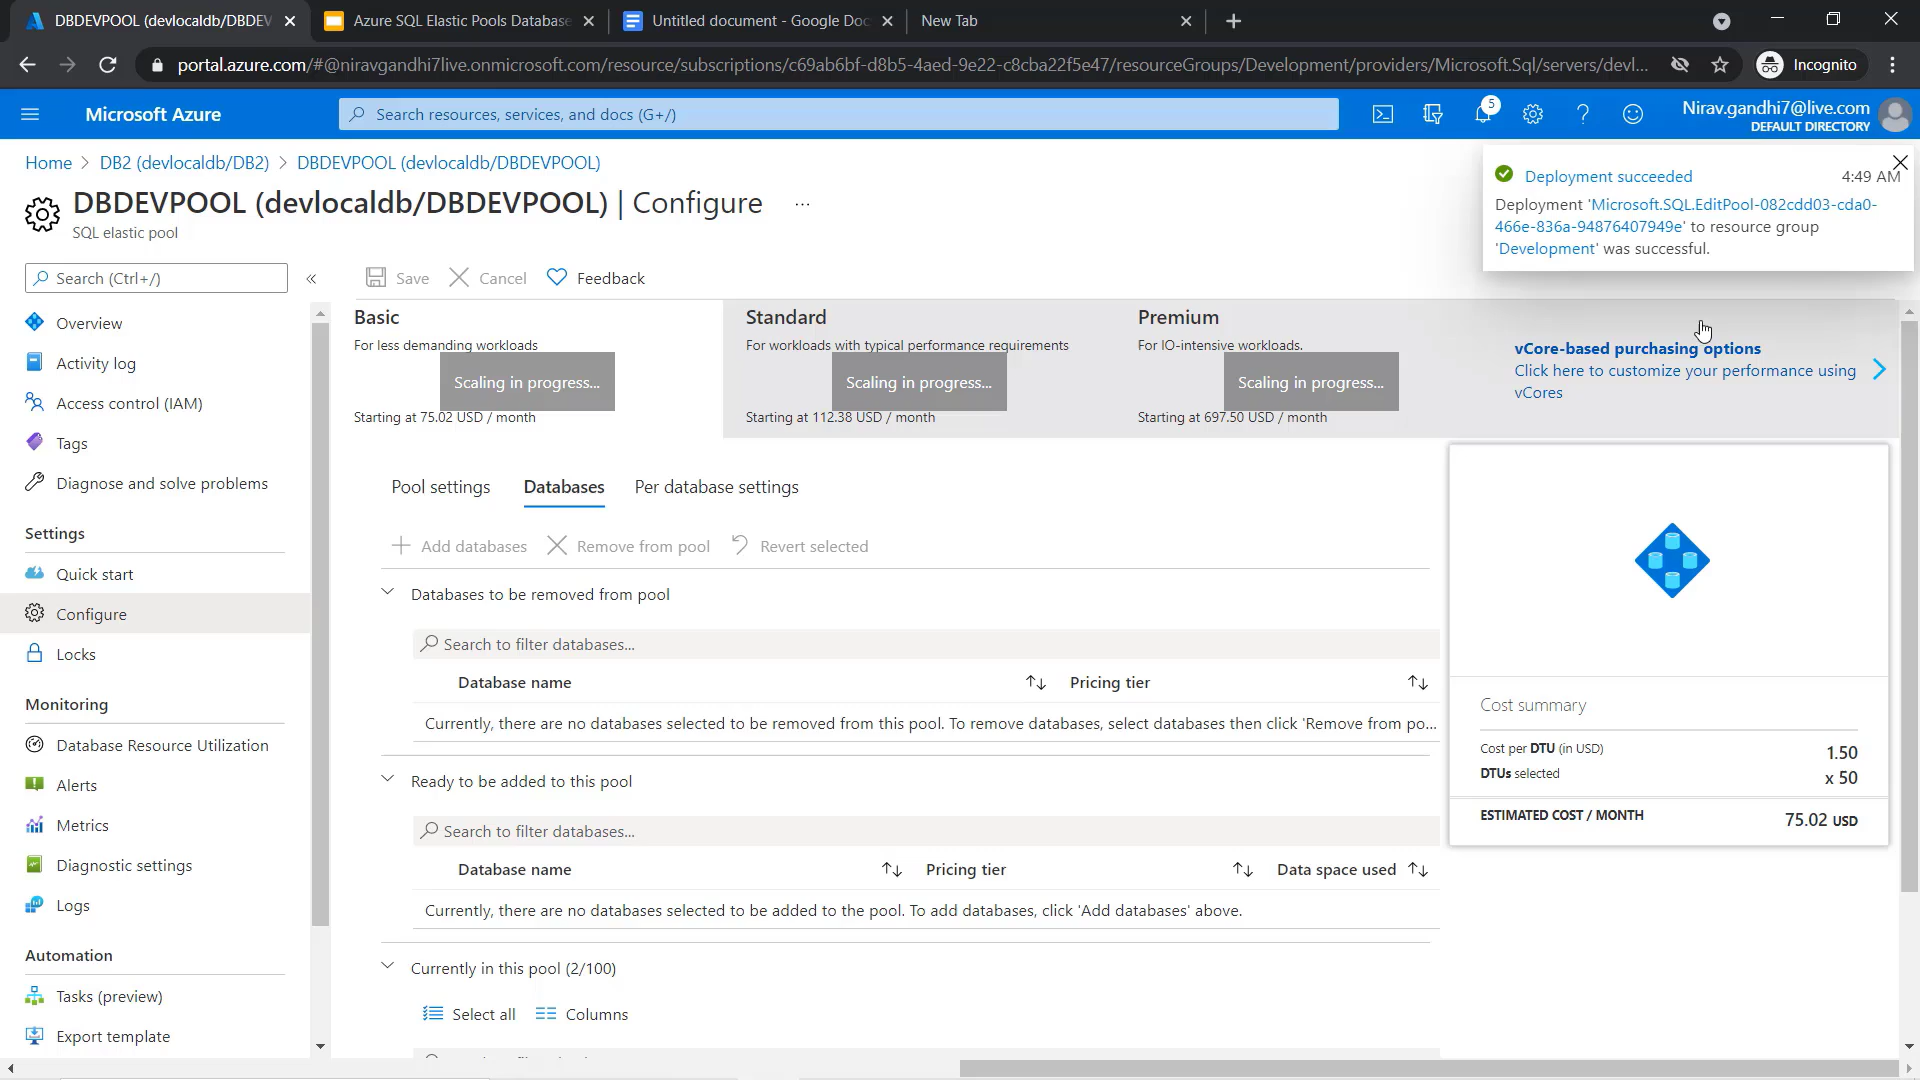 DBDEVPOOL (devlocaldb/DBDEV
Azure SQL Elastic Pools Database
Untitled document - Google Doc
New Tab
portal.azure.com/#@niravgandhi7live.onmicrosoft.com/resource/subscriptions/c69ab6bf-d8b5-4aed-9e22-c8cba22f5e47/resourceGroups/Development/providers/Microsoft.Sql/servers/devl...
Incognito
Microsoft Azure
Search resources, services, and docs (G+/)
5
Nirav.gandhi7@live.com
DEFAULT DIRECTORY
Home > DB2 (devlocaldb/DB2) > DBDEVPOOL (devlocaldb/DBDEVPOOL)
DBDEVPOOL (devlocaldb/DBDEVPOOL) | Configure ...
SQL elastic pool
Deployment succeeded
4:49 AM
Deployment 'Microsoft.SQL.EditPool-082cdd03-cda0-
466e-836a-94876407949e' to resource group
'Development' was successful.
Search (Ctrl+/)
«
Overview
Activity log
Access control (IAM)
Tags
Diagnose and solve problems
Settings
Quick start
Configure
Locks
Monitoring
Database Resource Utilization
Alerts
Metrics
Diagnostic settings
Logs
Automation
Tasks (preview)
Export template
Save
Cancel
Feedback
Basic
For less demanding workloads
Scaling in progress...
Starting at 75.02 USD / month
Standard
For workloads with typical performance requirements
Scaling in progress...
Starting at 112.38 USD / month
Premium
For IO-intensive workloads.
Scaling in progress...
Starting at 697.50 USD / month
vCore-based purchasing options
Click here to customize your performance using
vCores
Pool settings
Databases
Per database settings
Add databases
Remove from pool
Revert selected
Databases to be removed from pool
Search to filter databases...
Database name
Pricing tier
Currently, there are no databases selected to be removed from this pool. To remove databases, select databases then click 'Remove from po...
Ready to be added to this pool
Search to filter databases...
Database name
Pricing tier
Data space used
Currently, there are no databases selected to be added to the pool. To add databases, click 'Add databases' above.
Currently in this pool (2/100)
Select all
Columns
Cost summary
Cost per DTU (in USD)
1.50
DTUs selected
x 50
ESTIMATED COST / MONTH
75.02 USD